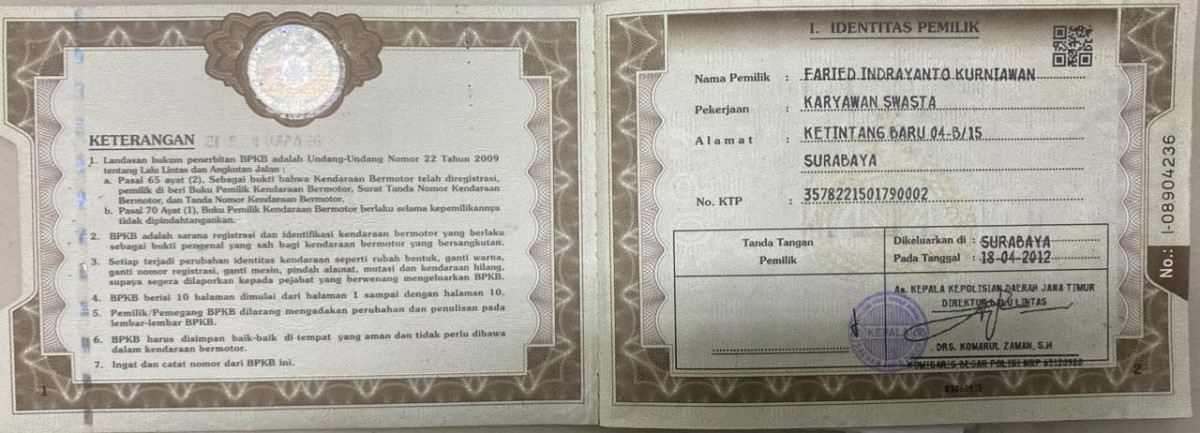 KETERANGAN
1. Landasan hukum penerbitan BPKB adalah Undang-Undang Nomor 22 Tahun 2009
tentang Lalu Lintas dan Angkutan Jalan :
a. Pasal 65 ayat (2), Sebagai bukti bahwa Kendaraan Bermotor telah diregistrasi,
pemilik di beri Buku Pemilik Kendaraan Bermotor, Surat Tanda Nomor Kendaraan
Bermotor, dan Tanda Nomor Kendaraan Bermotor.
b. Pasal 70 Ayat (1), Buku Pemilik Kendaraan Bermotor berlaku selama kepemilikannya
tidak dipindahtangankan.
2. BPKB adalah sarana registrasi dan identifikasi kendaraan bermotor yang berlaku
sebagai bukti pengenal yang sah bagi kendaraan bermotor yang bersangkutan.
3. Setiap terjadi perubahan identitas kendaraan seperti rubah bentuk, ganti warna,
ganti nomor registrasi, ganti mesin, pindah alamat, mutasi dan kendaraan hilang,
supaya segera dilaporkan kepada pejabat yang berwenang mengeluarkan BPKB.
4. BPKB berisi 10 halaman dimulai dari halaman 1 sampai dengan halaman 10.
5. Pemilik/Pemegang BPKB dilarang mengadakan perubahan dan penulisan pada
lembar-lembar BPKB.
6. BPKB harus disimpan baik-baik di tempat yang aman dan tidak perlu dibawa
dalam kendaraan bermotor.
7. Ingat dan catat nomor dari BPKB ini.
1
I. IDENTITAS PEMILIK
Nama Pemilik : FARIED INDRAYANTO KURNIAWAN
Pekerjaan : KARYAWAN SWASTA
Alamat : KETINTANG BARU 04-B/15
SURABAYA
No. KTP : 3578221501790002
Tanda Tangan
Pemilik
Dikeluarkan di : SURABAYA
Pada Tanggal : 18-04-2012
An. KEPALA KEPOLISIAN DAERAH JAWA TIMUR
DIREKTUR LALU LINTAS
KEPALA
DRS. KOMARUL ZAMAN, S.H
KOMISARIS BESAR POLISI NRP 63120980
2
No.: I-08904236